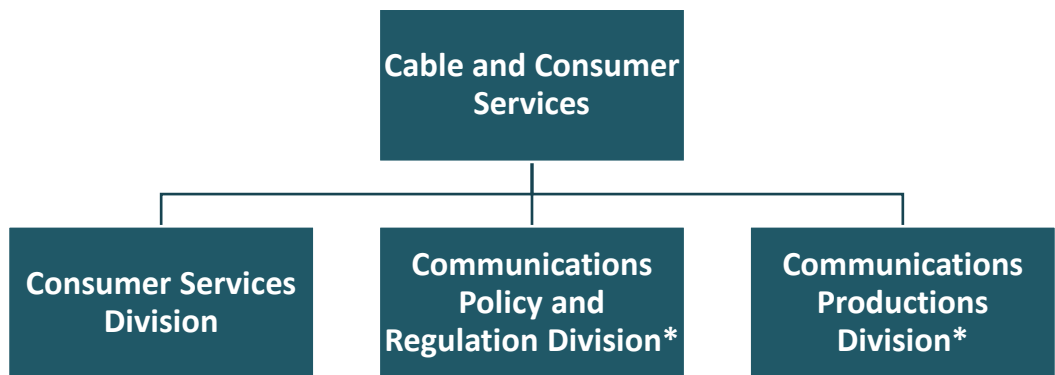 Cable and Consumer
Services
Consumer Services
Division
Communications
Policy and
Regulation Division*
Communications
Productions
Division*